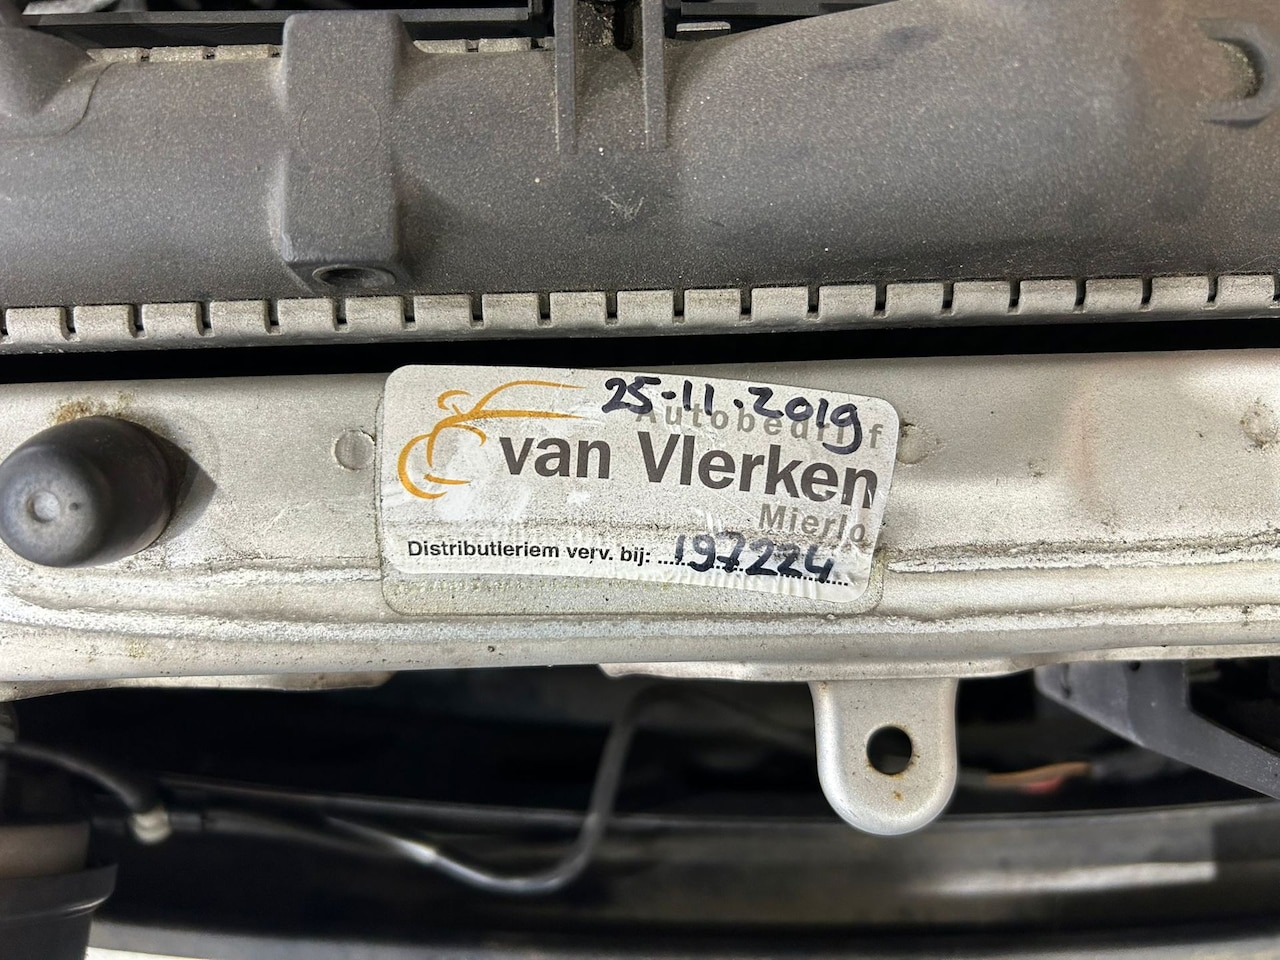 25-11-2019
Autobedrijf
van Vlerken
Mierlo
Distributieriem verv. bij: 197224